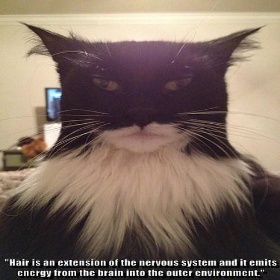 "Hair is an extension of the nervous system and it emits
energy from the brain into the outer environment."